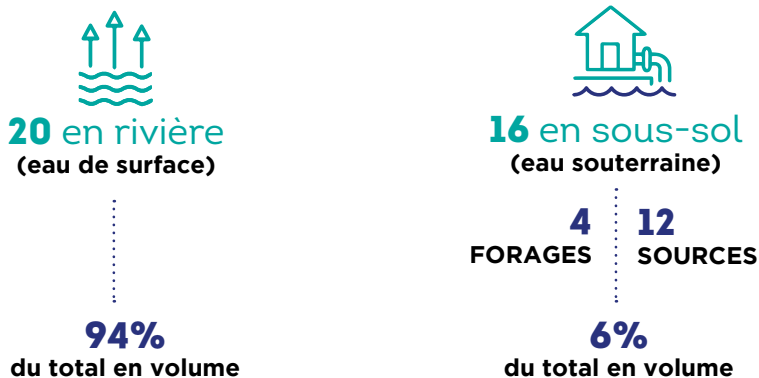 20 en rivière
(eau de surface)
94%
du total en volume
16 en sous-sol
(eau souterraine)
4
FORAGES
12
SOURCES
6%
du total en volume